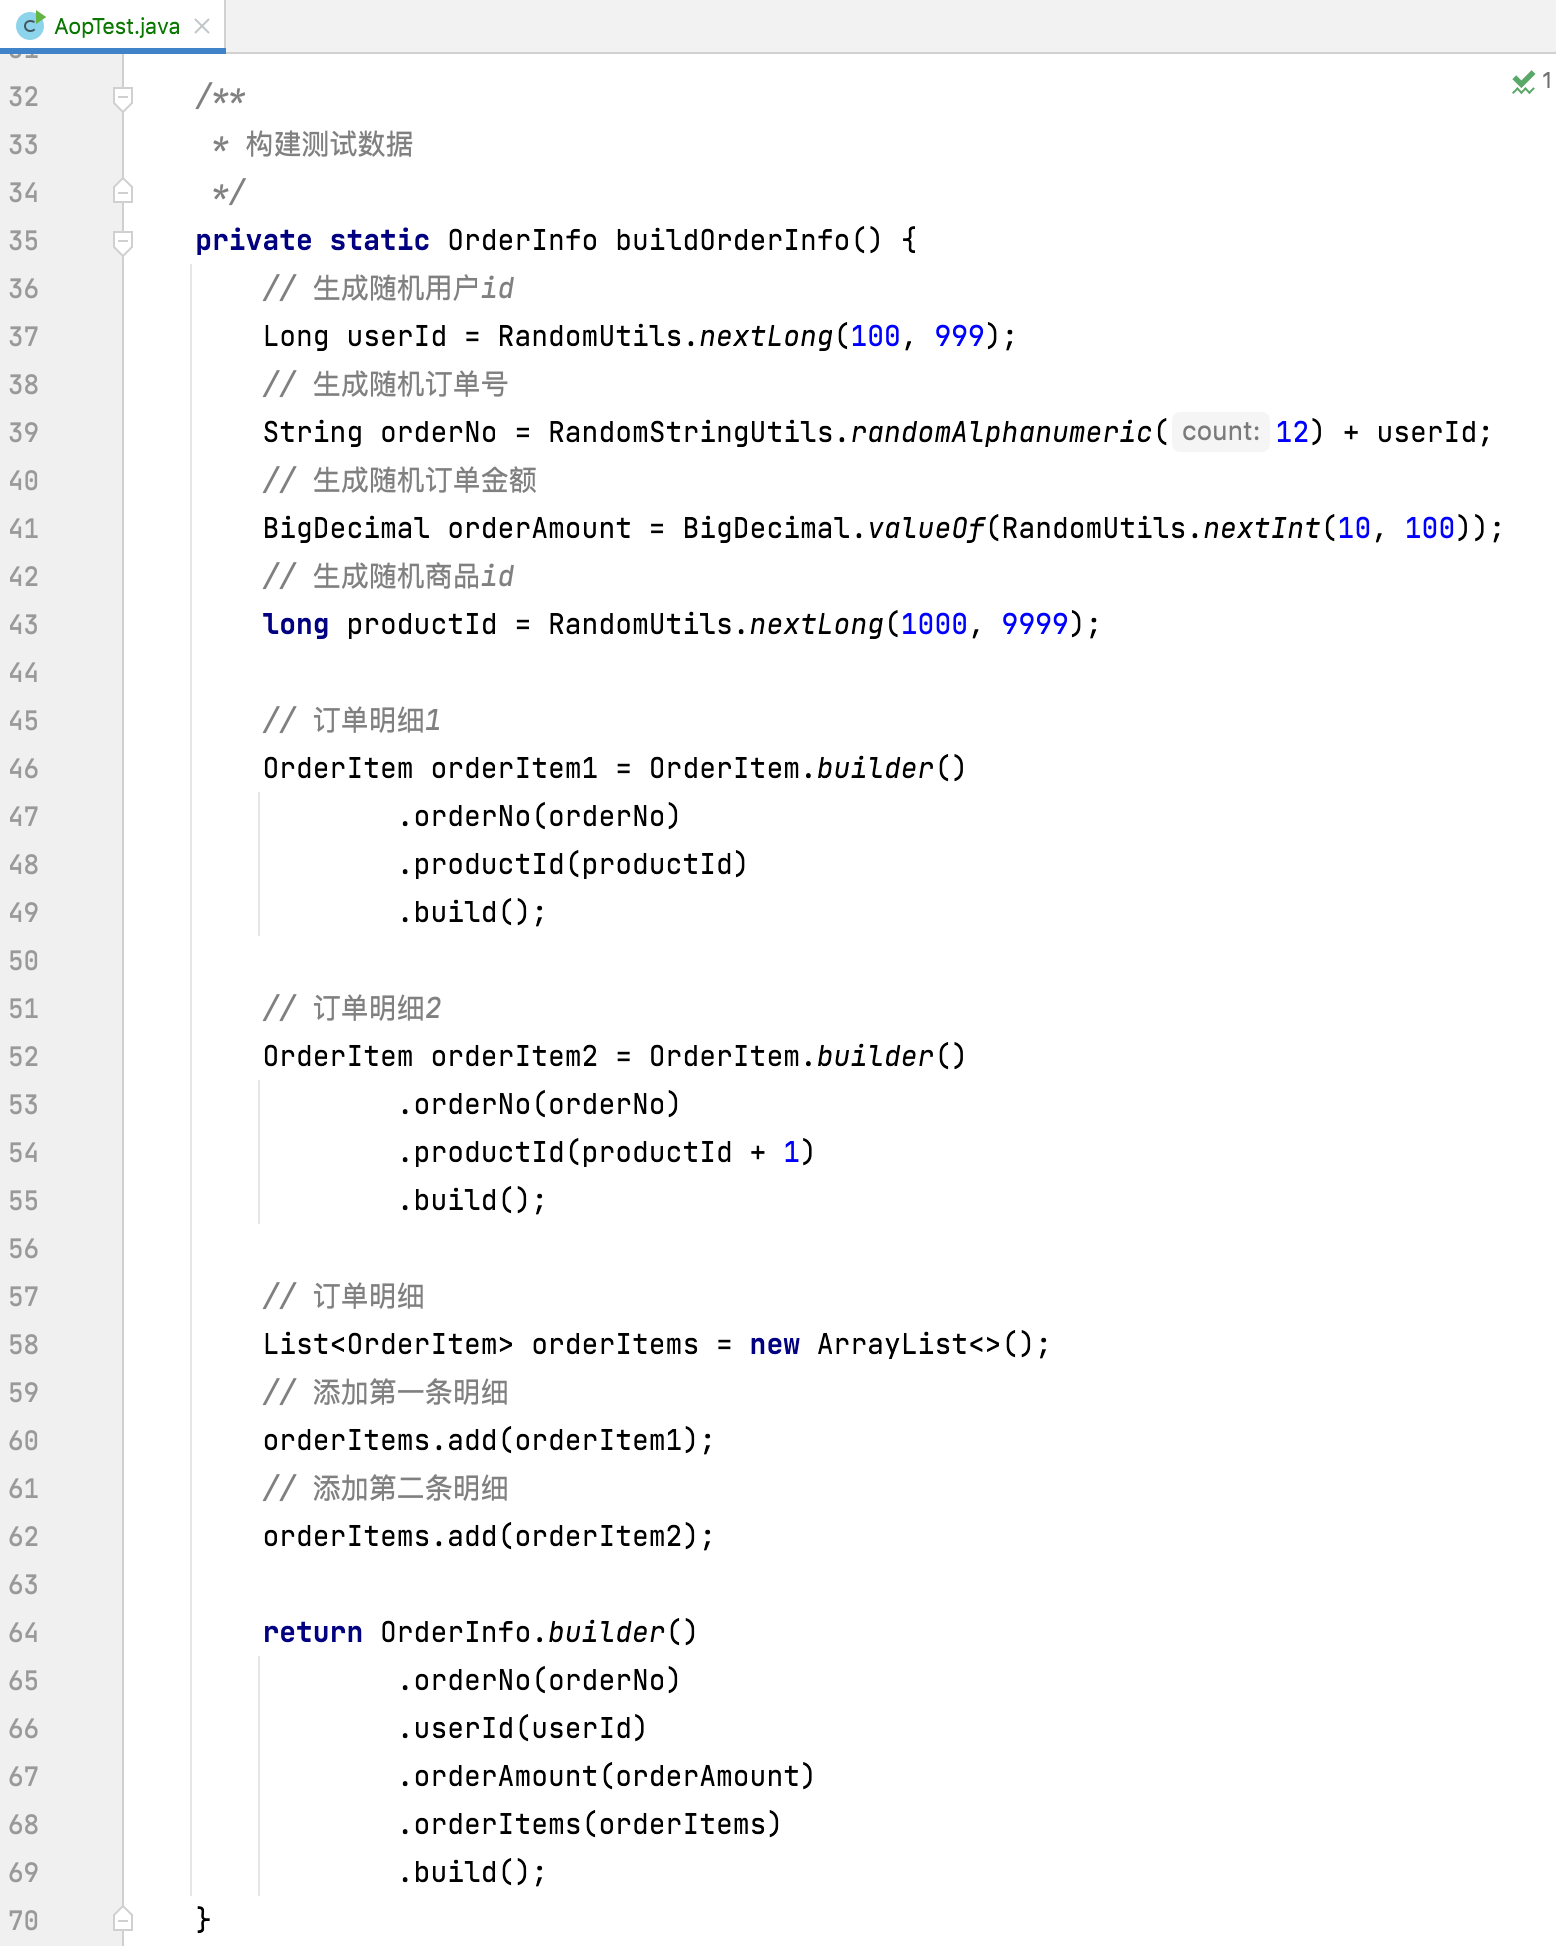 AopTest.java
1
32 /**
33 * 构建测试数据
34 */
35 private static OrderInfo buildOrderInfo() {
36 // 生成随机用户id
37 Long userId = RandomUtils.nextLong(100, 999);
38 // 生成随机订单号
39 String orderNo = RandomStringUtils.randomAlphanumeric( count: 12) + userId;
40 // 生成随机订单金额
41 BigDecimal orderAmount = BigDecimal.valueOf(RandomUtils.nextInt(10, 100));
42 // 生成随机商品id
43 long productId = RandomUtils.nextLong(1000, 9999);
44
45 // 订单明细1
46 OrderItem orderItem1 = OrderItem.builder()
47 .orderNo(orderNo)
48 .productId(productId)
49 .build();
50
51 // 订单明细2
52 OrderItem orderItem2 = OrderItem.builder()
53 .orderNo(orderNo)
54 .productId(productId + 1)
55 .build();
56
57 // 订单明细
58 List<OrderItem> orderItems = new ArrayList<>();
59 // 添加第一条明细
60 orderItems.add(orderItem1);
61 // 添加第二条明细
62 orderItems.add(orderItem2);
63
64 return OrderInfo.builder()
65 .orderNo(orderNo)
66 .userId(userId)
67 .orderAmount(orderAmount)
68 .orderItems(orderItems)
69 .build();
70 }